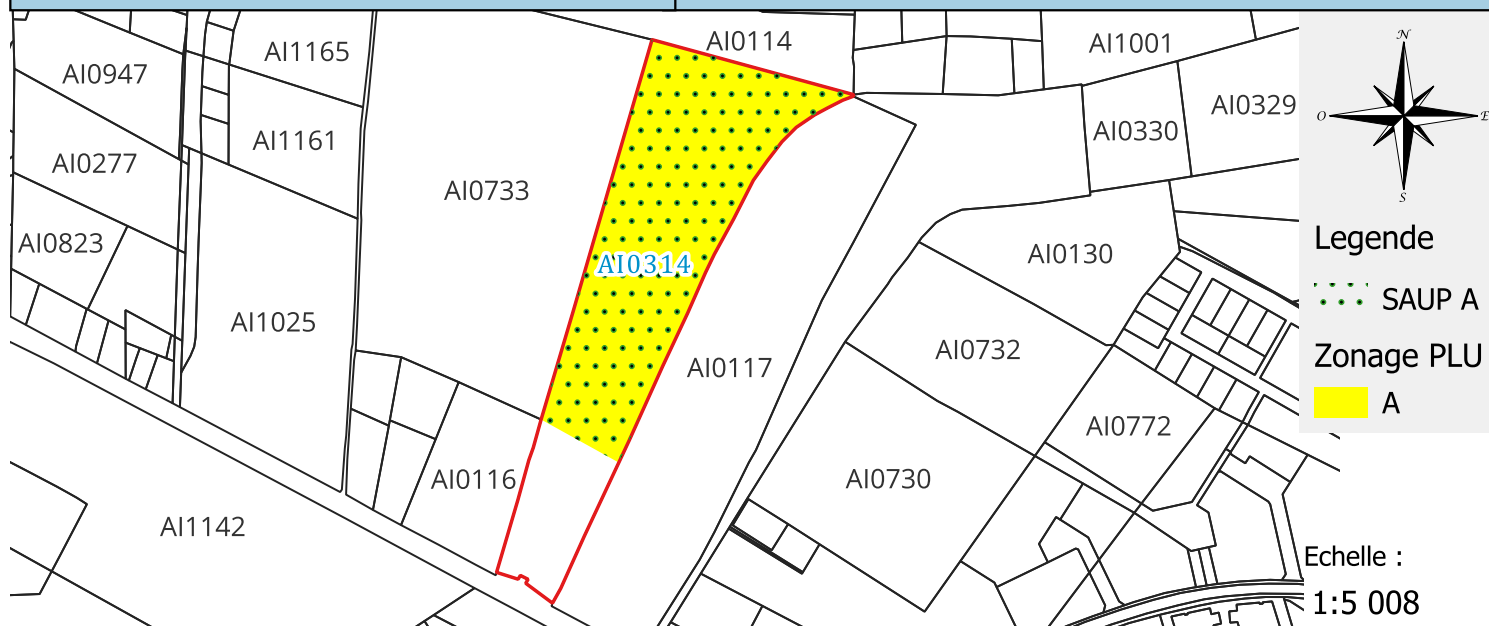 AI0114
AI1165
AI1001
AI0947
AI0329
AI0330
AI1161
AI0277
AI0733
AI0823
AI0130
AI0314
AI1025
AI0732
AI0117
AI0772
AI0116
AI0730
AI1142
N
O
E
S
Legende
SAUP A
Zonage PLU
A
Echelle :
1:5 008